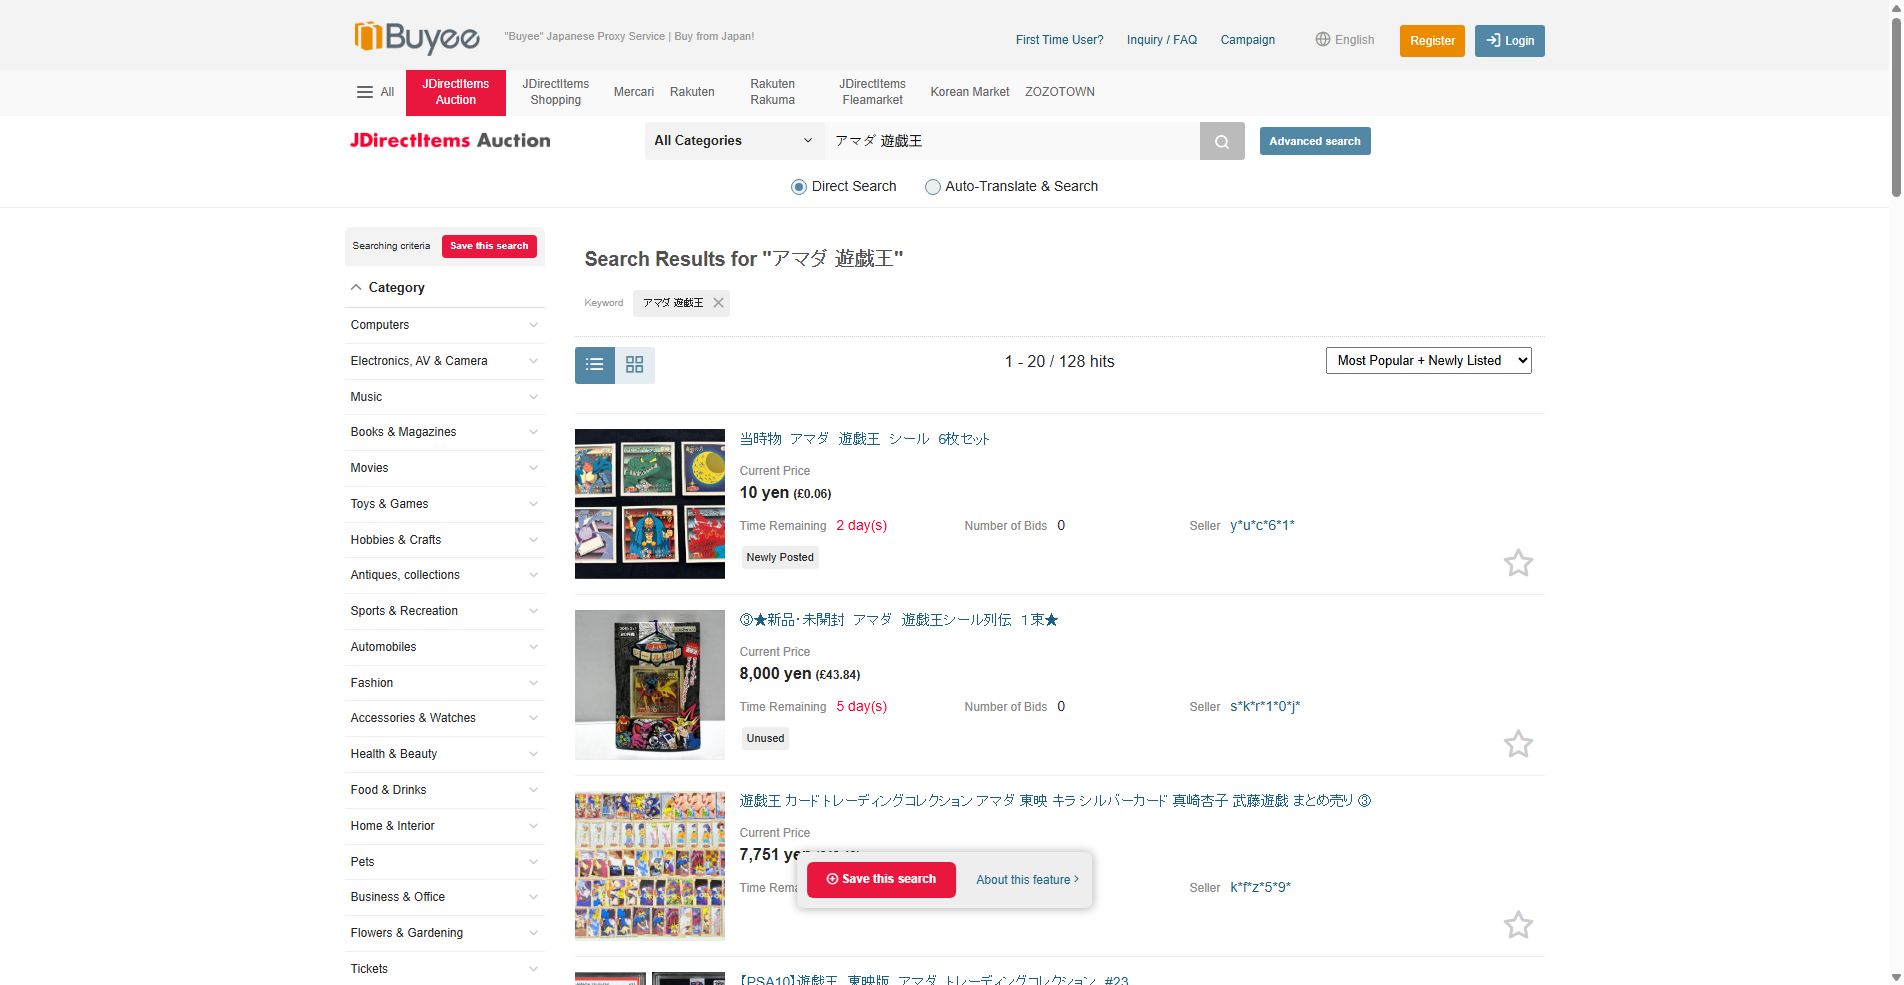 Buyee
"Buyee" Japanese Proxy Service | Buy from Japan!
First Time User?
Inquiry / FAQ
Campaign
English
Register
Login
All
JDirectItems Auction
JDirectItems Shopping
Mercari
Rakuten
Rakuten Rakuma
JDirectItems Fleamarket
Korean Market
ZOZOTOWN
JDirectItems Auction
All Categories
アマダ 遊戯王
Advanced search
Direct Search
Auto-Translate & Search
Searching criteria
Save this search
Category
Computers
Electronics, AV & Camera
Music
Books & Magazines
Movies
Toys & Games
Hobbies & Crafts
Antiques, collections
Sports & Recreation
Automobiles
Fashion
Accessories & Watches
Health & Beauty
Food & Drinks
Home & Interior
Pets
Business & Office
Flowers & Gardening
Tickets
Search Results for "アマダ 遊戯王"
Keyword
アマダ 遊戯王
1 - 20 / 128 hits
Most Popular + Newly Listed
当時物 アマダ 遊戯王 シール 6枚セット
Current Price
10 yen (£0.06)
Time Remaining 2 day(s)
Number of Bids 0
Seller y*u*c*6*1*
Newly Posted
③★新品・未開封 アマダ 遊戯王シール列伝 １束★
Current Price
8,000 yen (£43.84)
Time Remaining 5 day(s)
Number of Bids 0
Seller s*k*r*1*0*j*
Unused
遊戯王 カードトレーディングコレクション アマダ 東映 キラ シルバーカード 真崎杏子 武藤遊戯 まとめ売り ③
Current Price
7,751 yen
Time Rema
Seller k*f*z*5*9*
Save this search
About this feature
【PSA10】遊戯王 東映版 アマダ トレーディングコレクション #23